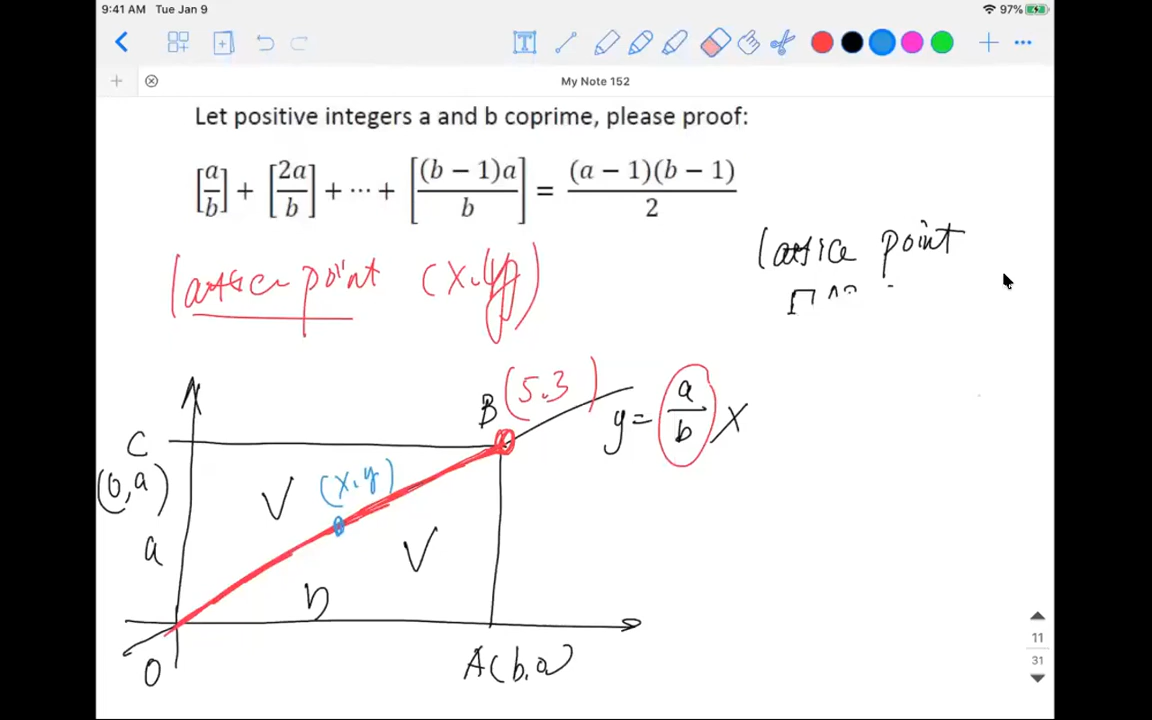 9:41 AM Tue Jan 9
97%
My Note 152
Let positive integers a and b coprime, please proof:
[a/b] + [2a/b] + ⋯ + [(b − 1)a/b] = (a − 1)(b − 1)/2
lattice point
lattice point (x,y)
B (5,3)
y = a/b x
C
(0,a)
V (x,y)
a
V
b
O
A(b,0)
11
31